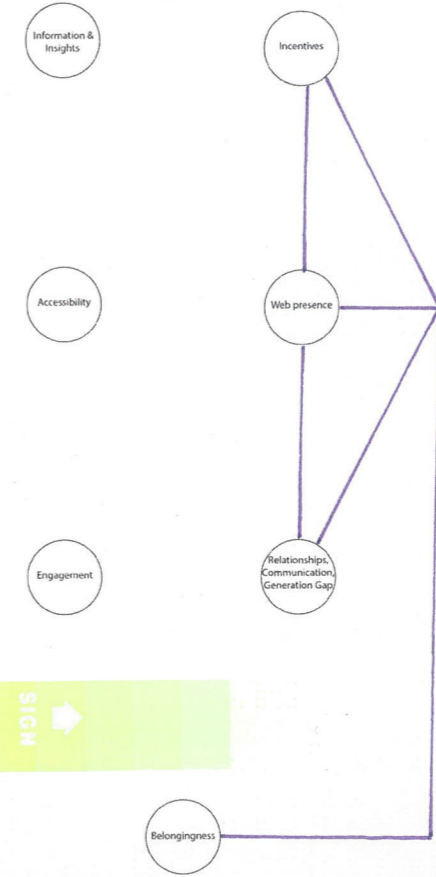 Information &
Insights
Incentives
Accessibility
Web presence
Engagement
Relationships,
Communication,
Generation Gap
SIGN
Belongingness